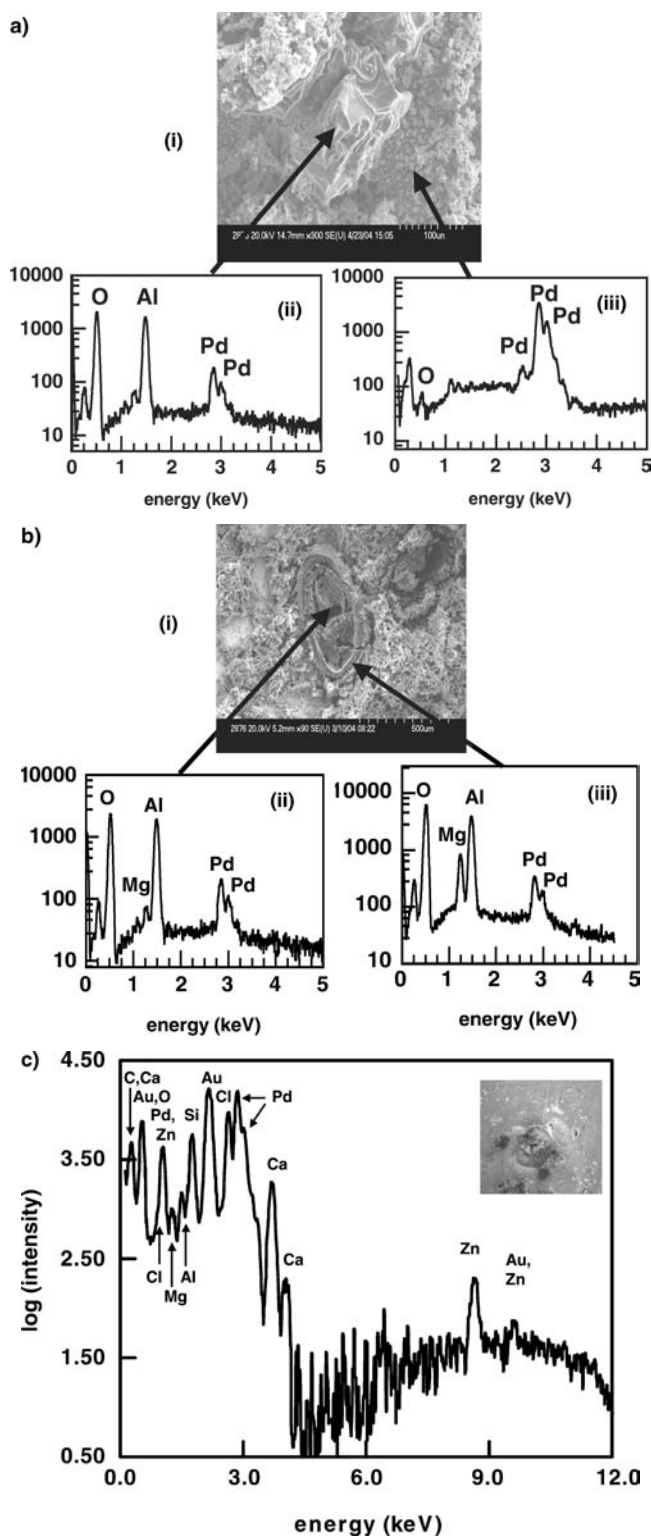 a)
(i)
20.0kV 14.7mm x300 SE(U) 4/23/04 15:05 100um
10000
1000
100
10
O
Al
Pd
Pd
(ii)
0 1 2 3 4 5
energy (keV)
10000
1000
100
10
Pd
O
Pd
Pd
(iii)
0 1 2 3 4 5
energy (keV)
b)
(i)
2876 20.0kV 5.2mm x90 SE(U) 3/10/04 08:22 500um
10000
1000
100
10
O
Mg
Al
Pd
Pd
(ii)
0 1 2 3 4 5
energy (keV)
10000
1000
100
10
O
Mg
Al
Pd
Pd
(iii)
0 1 2 3 4 5
energy (keV)
c)
4.50
3.50
2.50
1.50
0.50
log (intensity)
C,Ca
Au,O
Pd,
Zn
Si
Au
Cl
Pd
Ca
Ca
Cl
Mg
Al
Zn
Au,
Zn
0.0 3.0 6.0 9.0 12.0
energy (keV)